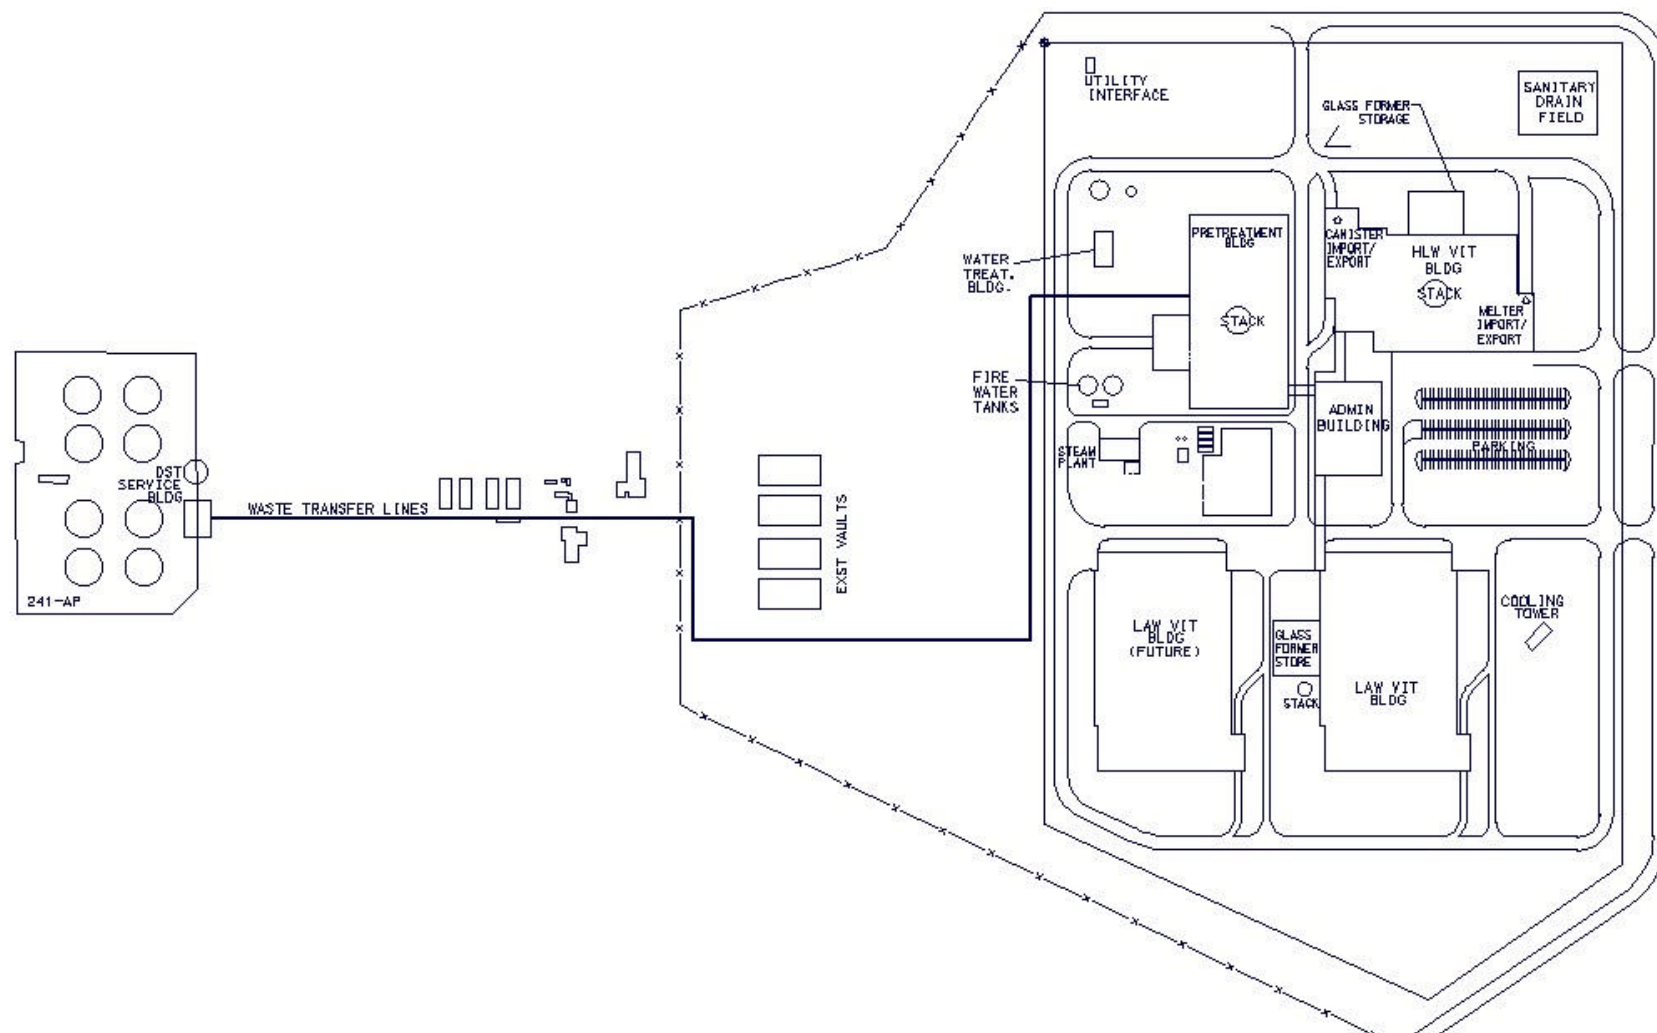 UTILITY
INTERFACE
GLASS FORMER
STORAGE
SANITARY
DRAIN
FIELD
WATER
TREAT.
BLDG.
PRETREATMENT
BLDG
STACK
CANISTER
IMPORT/
EXPORT
HLW VIT
BLDG
STACK
MELTER
IMPORT/
EXPORT
FIRE
WATER
TANKS
ADMIN
BUILDING
PARKING
STEAM
PLANT
DST
SERVICE
BLDG
WASTE TRANSFER LINES
EXST VAULTS
241-AP
LAW VIT
BLDG
(FUTURE)
GLASS
FORMER
STORE
STACK
LAW VIT
BLDG
COOLING
TOWER